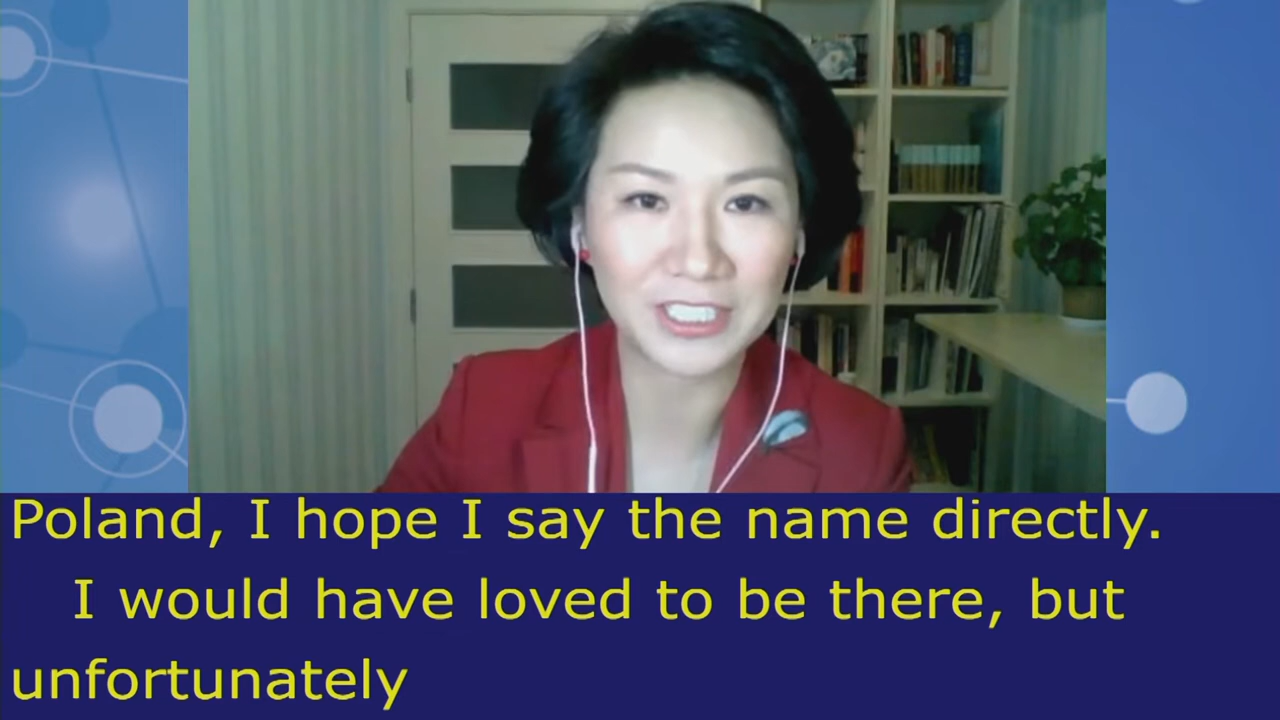 Poland, I hope I say the name directly.
I would have loved to be there, but
unfortunately